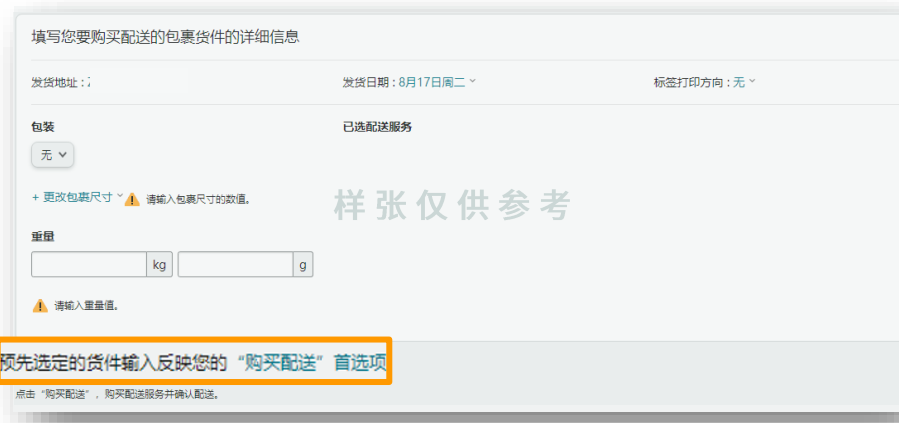 填写您要购买配送的包裹货件的详细信息
发货地址 : 发货日期 : 8月17日周二 标签打印方向 : 无
包装 已选配送服务
无
+ 更改包裹尺寸 请输入包裹尺寸的数值。
样张仅供参考
重量
kg g
请输入重量值。
预先选定的货件输入反映您的“购买配送”首选项
点击“购买配送”，购买配送服务并确认配送。